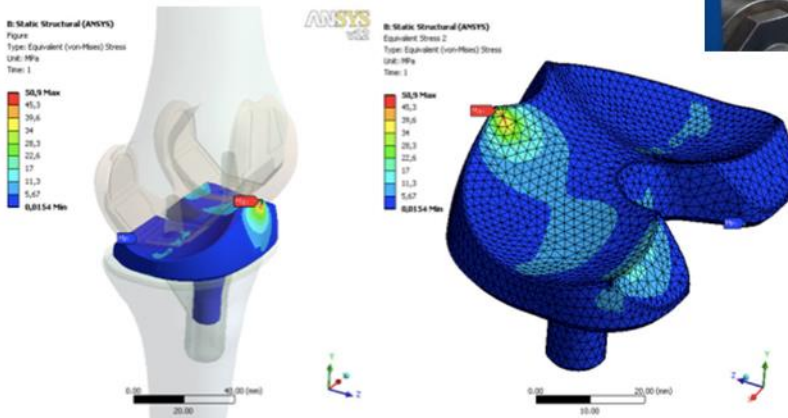 B: Static Structural (ANSYS)
Figure
Type: Equivalent (von-Mises) Stress
Unit: MPa
Time: 1
50,9 Max
45,3
39,6
34
28,3
22,6
17
11,3
5,67
0,0154 Min
ANSYS
v12
0.00
40.00 (mm)
20.00
Y
Z
B: Static Structural (ANSYS)
Equivalent Stress 2
Type: Equivalent (von-Mises) Stress
Unit: MPa
Time: 1
50,9 Max
45,3
39,6
34
28,3
22,6
17
11,3
5,67
0,0154 Min
0.00
20.00 (mm)
10.00
Y
Z